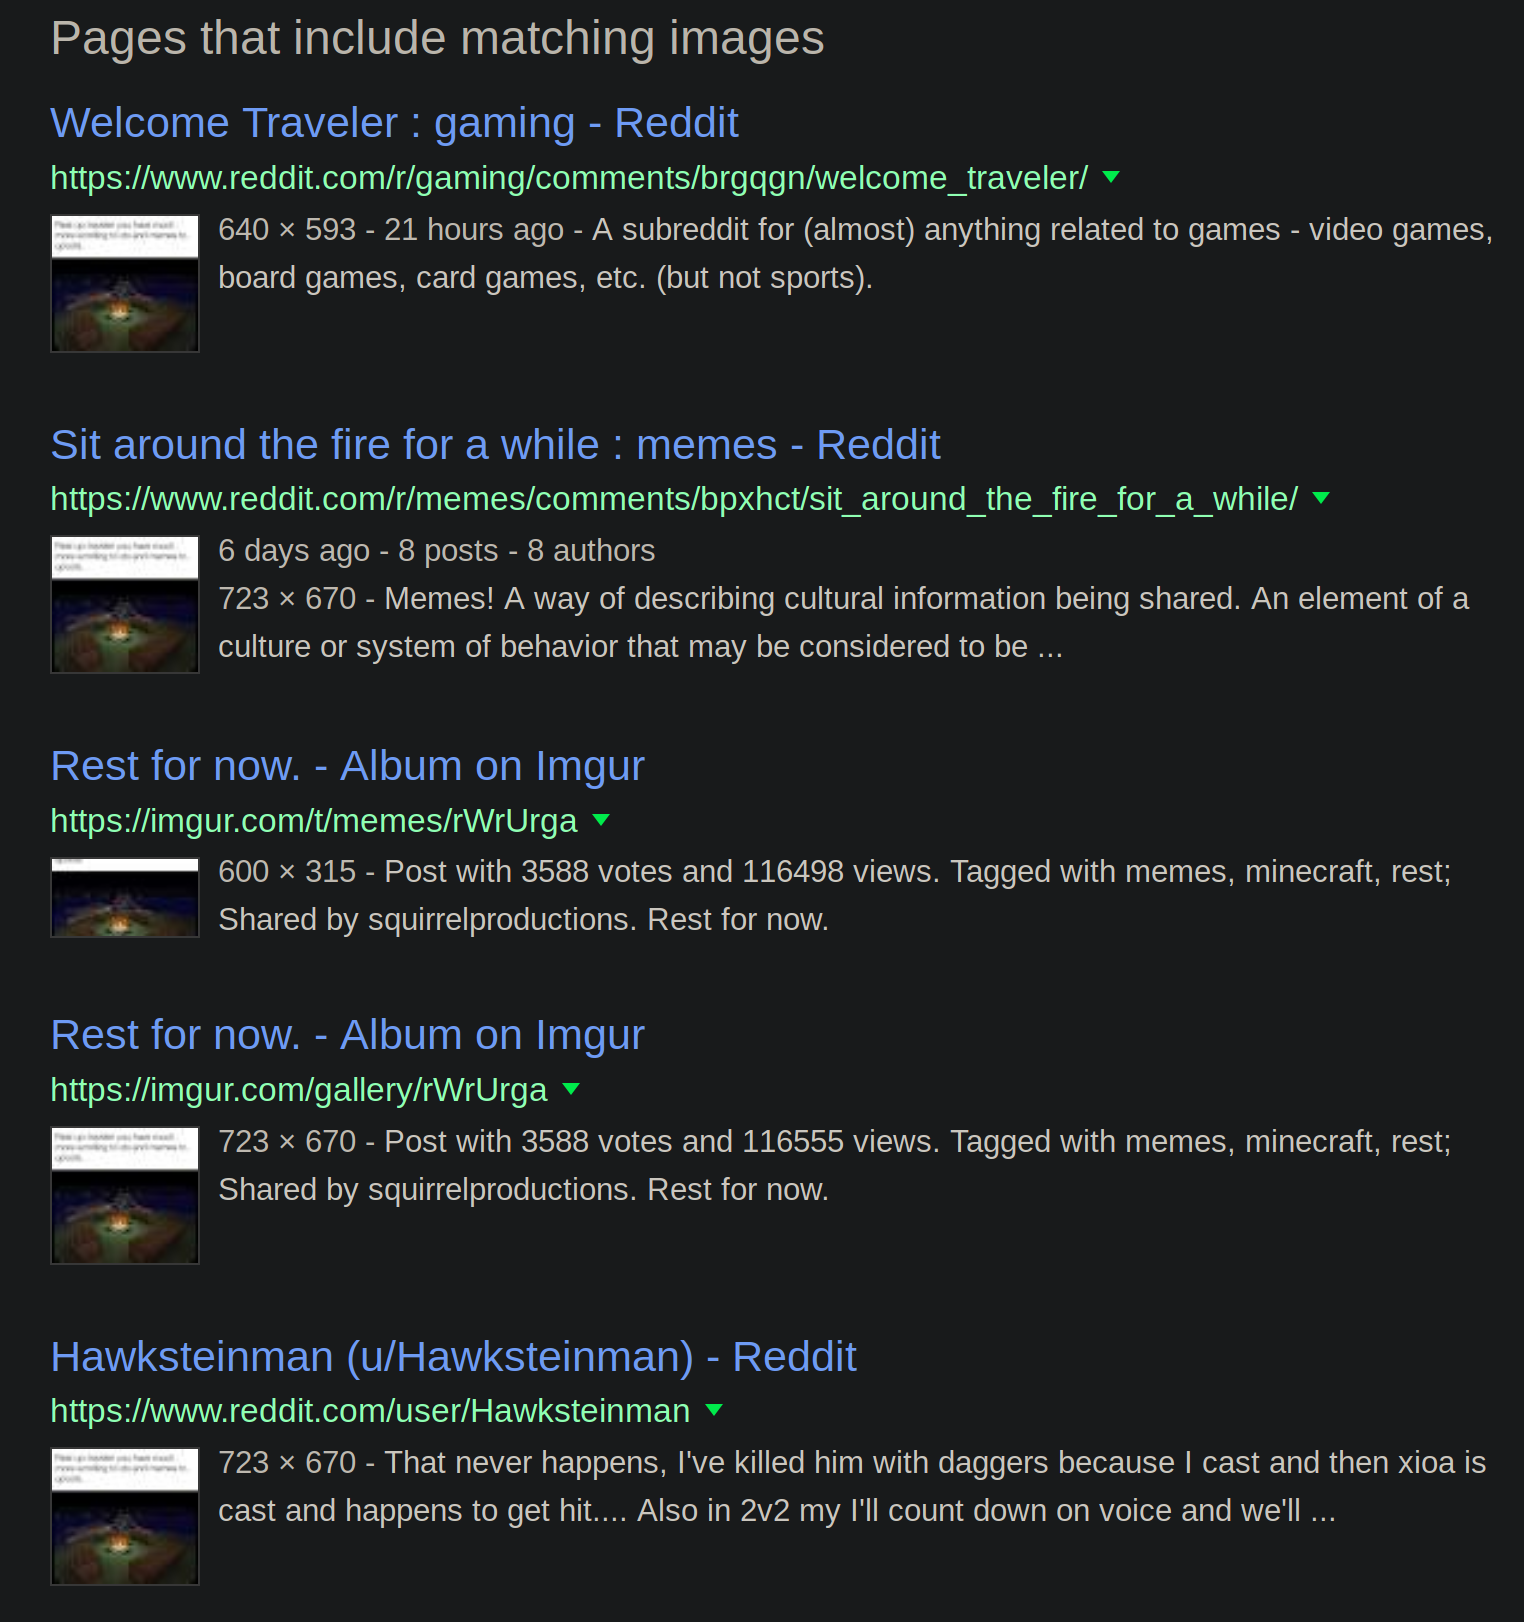 Pages that include matching images
Welcome Traveler : gaming - Reddit
https://www.reddit.com/r/gaming/comments/brgqgn/welcome_traveler/
640 × 593 - 21 hours ago - A subreddit for (almost) anything related to games - video games,
board games, card games, etc. (but not sports).
Sit around the fire for a while : memes - Reddit
https://www.reddit.com/r/memes/comments/bpxhct/sit_around_the_fire_for_a_while/
6 days ago - 8 posts - 8 authors
723 × 670 - Memes! A way of describing cultural information being shared. An element of a
culture or system of behavior that may be considered to be ...
Rest for now. - Album on Imgur
https://imgur.com/t/memes/rWrUrga
600 × 315 - Post with 3588 votes and 116498 views. Tagged with memes, minecraft, rest;
Shared by squirrelproductions. Rest for now.
Rest for now. - Album on Imgur
https://imgur.com/gallery/rWrUrga
723 × 670 - Post with 3588 votes and 116555 views. Tagged with memes, minecraft, rest;
Shared by squirrelproductions. Rest for now.
Hawksteinman (u/Hawksteinman) - Reddit
https://www.reddit.com/user/Hawksteinman
723 × 670 - That never happens, I've killed him with daggers because I cast and then xioa is
cast and happens to get hit.... Also in 2v2 my I'll count down on voice and we'll ...